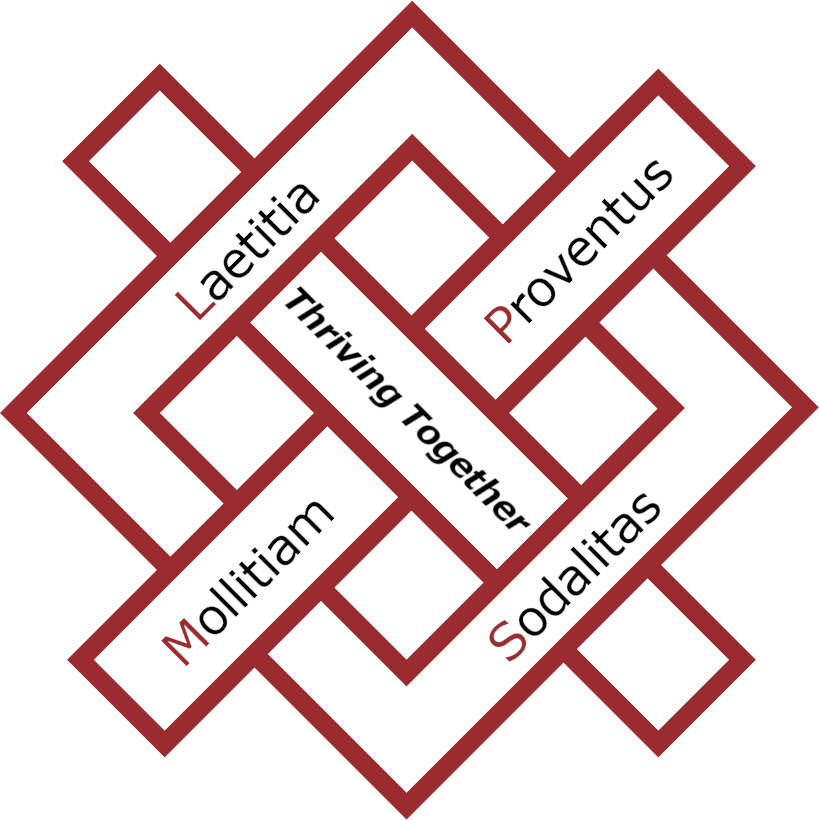 Laetitia
Proventus
Thriving Together
Mollitiam
Sodalitas